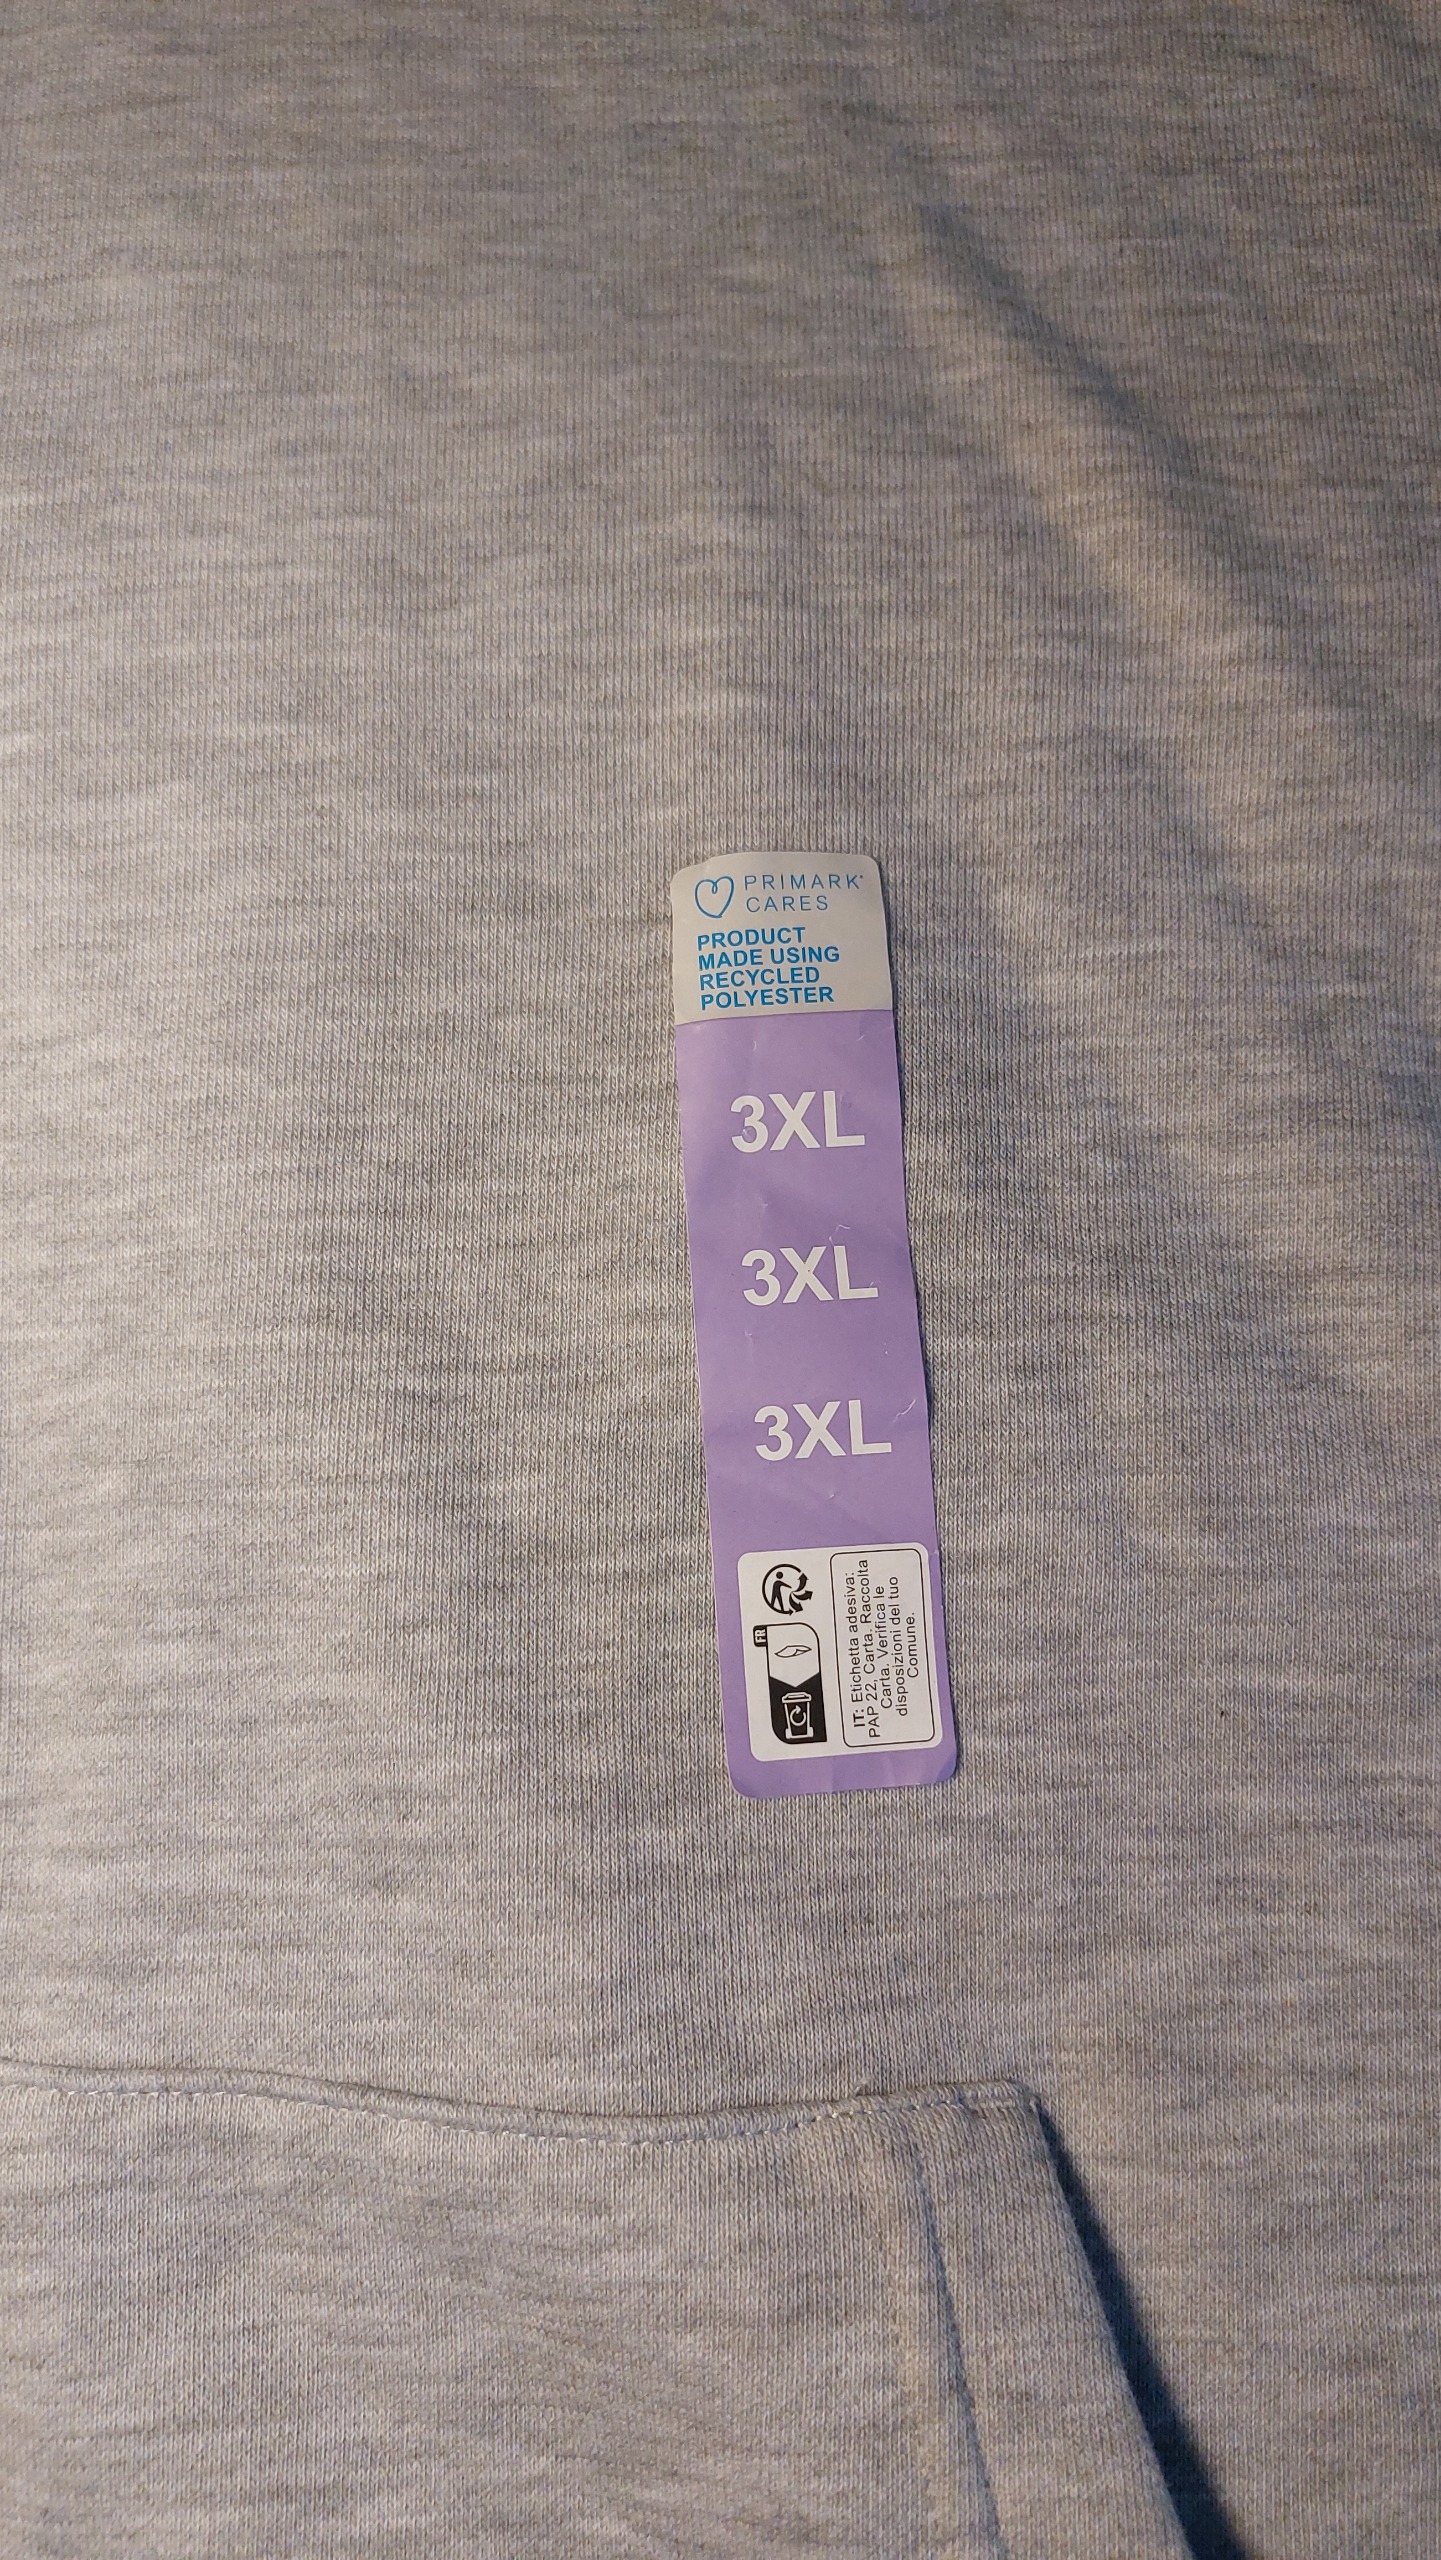 PRIMARK®
CARES
PRODUCT
MADE USING
RECYCLED
POLYESTER
3XL
3XL
3XL
FR
IT: Etichetta adesiva:
PAP 22, Carta. Raccolta
Carta. Verifica le
disposizioni del tuo
Comune.